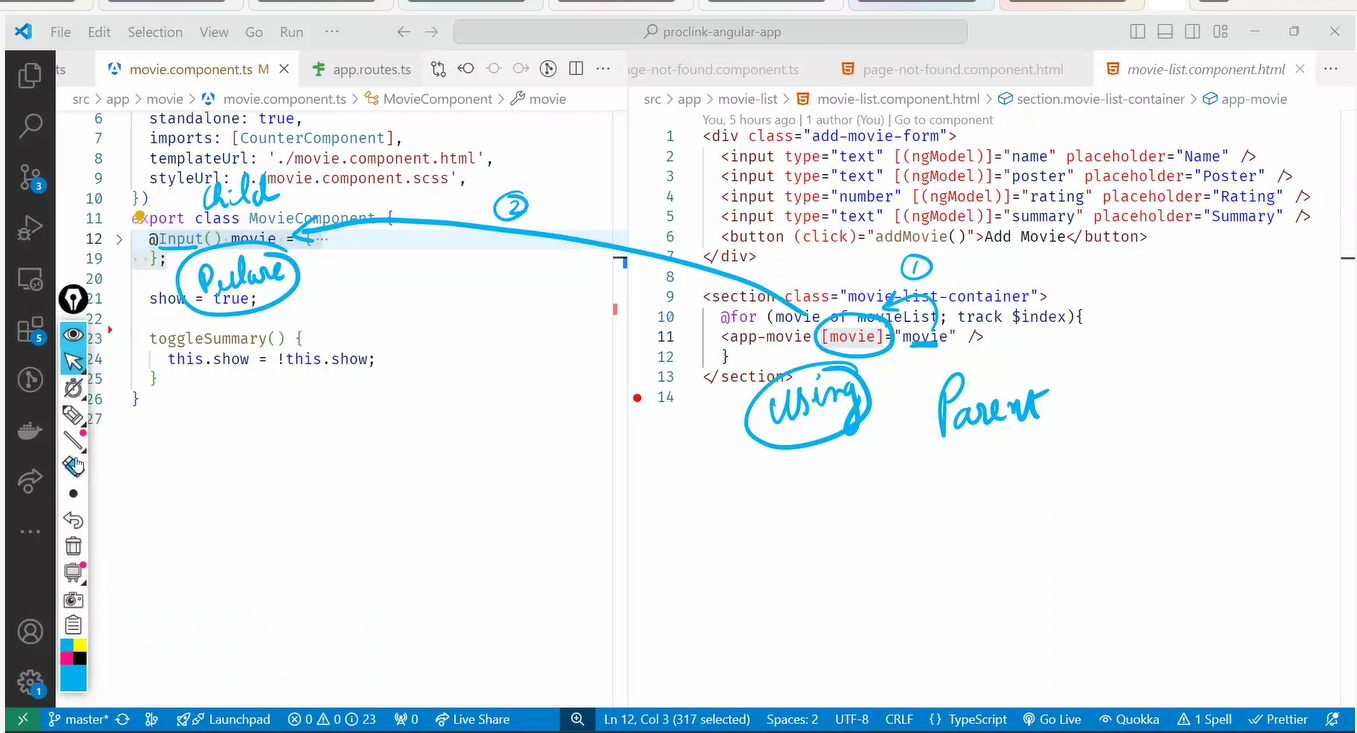 File Edit Selection View Go Run ··· proclink-angular-app
ts movie.component.ts M app.routes.ts ···
src > app > movie > movie.component.ts > MovieComponent > movie
6 standalone: true,
7 imports: [CounterComponent],
8 templateUrl: './movie.component.html',
9 styleUrl: './movie.component.scss',
Child
10 })
11 export class MovieComponent {
12 @Input() movie = {···
19 };
Declare
20
21 show = true;
22
23 toggleSummary() {
24 this.show = !this.show;
25 }
26 }
27
2
age-not-found.component.ts page-not-found.component.html movie-list.component.html ···
src > app > movie-list > movie-list.component.html > section.movie-list-container > app-movie
You, 5 hours ago | 1 author (You) | Go to component
1 <div class="add-movie-form">
2 <input type="text" [(ngModel)]="name" placeholder="Name" />
3 <input type="text" [(ngModel)]="poster" placeholder="Poster" />
4 <input type="number" [(ngModel)]="rating" placeholder="Rating" />
5 <input type="text" [(ngModel)]="summary" placeholder="Summary" />
6 <button (click)="addMovie()">Add Movie</button>
7 </div>
1
8
9 <section class="movie-list-container">
10 @for (movie of movieList; track $index){
11 <app-movie [movie]="movie" />
12 }
13 </section>
14
Using
Parent
3
5
1
master* Launchpad 0 0 23 0 Live Share Ln 12, Col 3 (317 selected) Spaces: 2 UTF-8 CRLF {} TypeScript Go Live Quokka 1 Spell Prettier